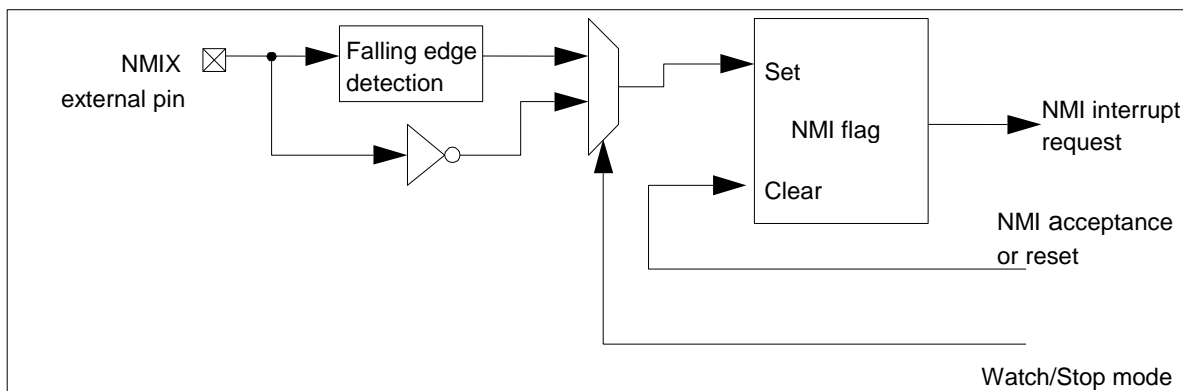 NMIX
external pin
Falling edge
detection
Set
NMI flag
Clear
NMI interrupt
request
NMI acceptance
or reset
Watch/Stop mode